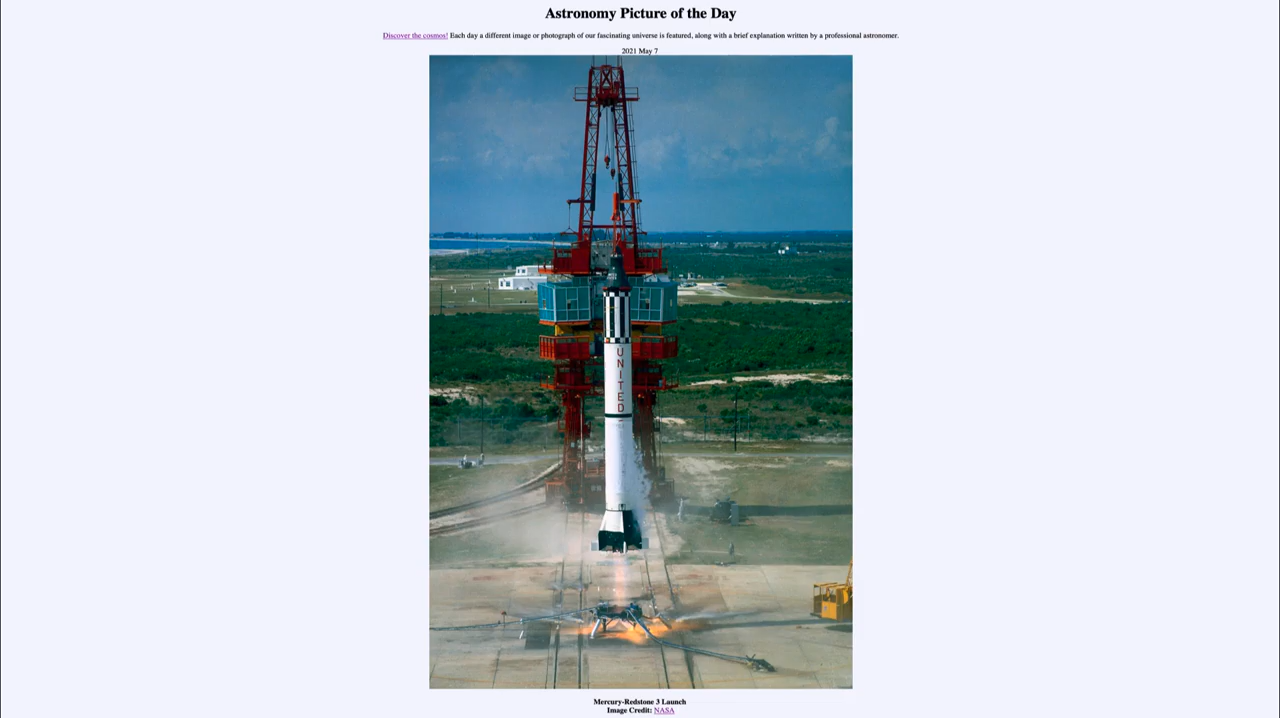 Astronomy Picture of the Day
Discover the cosmos! Each day a different image or photograph of our fascinating universe is featured, along with a brief explanation written by a professional astronomer.
2021 May 7
UNITED
Mercury-Redstone 3 Launch
Image Credit: NASA